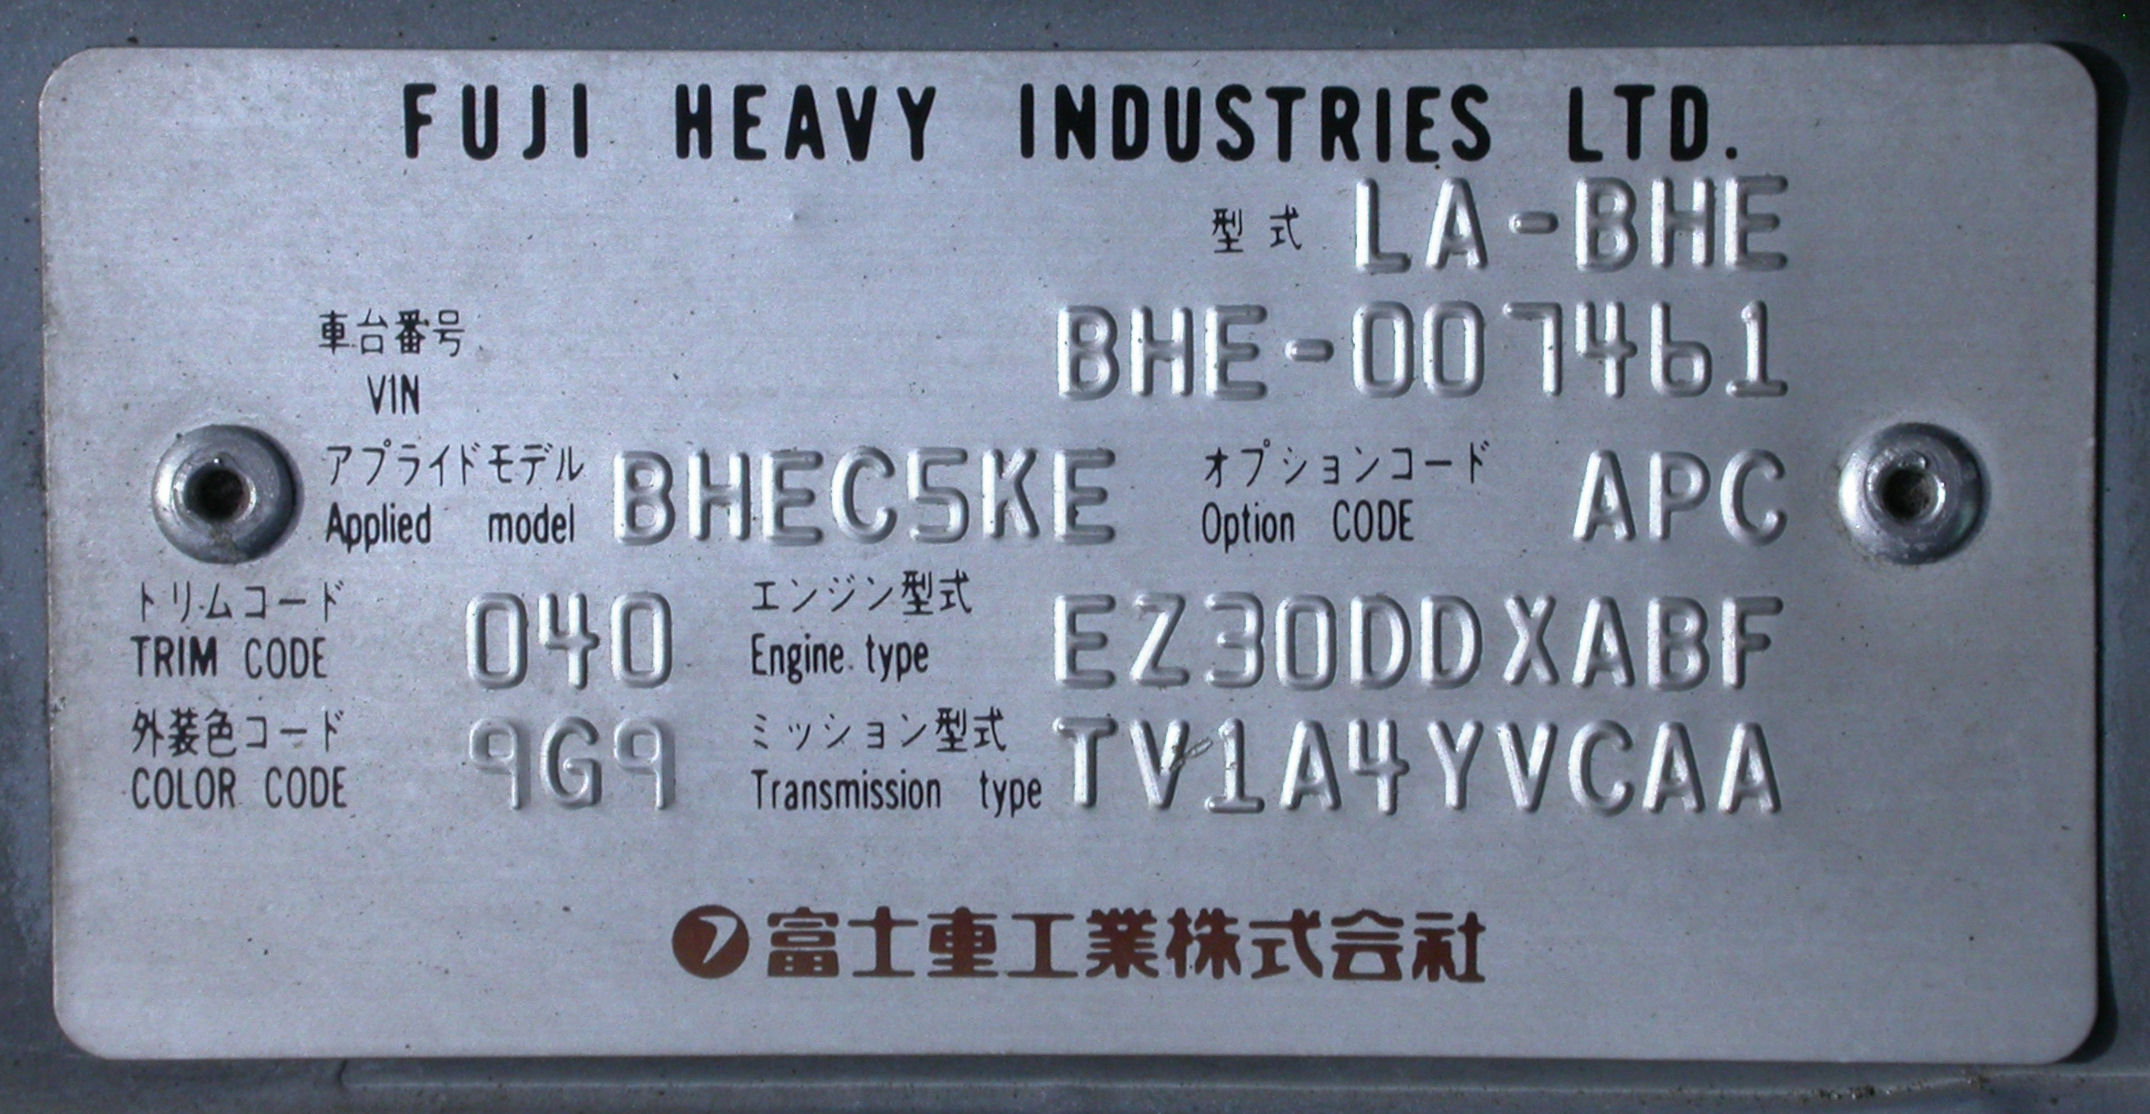 FUJI HEAVY INDUSTRIES LTD.
型式 LA-BHE
車台番号 BHE-007461
VIN
アプライドモデル BHEC5KE オプションコード APC
Applied model Option CODE
トリムコード 040 エンジン型式 EZ30DDXABF
TRIM CODE Engine type
外装色コード 9G9 ミッション型式 TV1A4YVCAA
COLOR CODE Transmission type
富士重工業株式会社